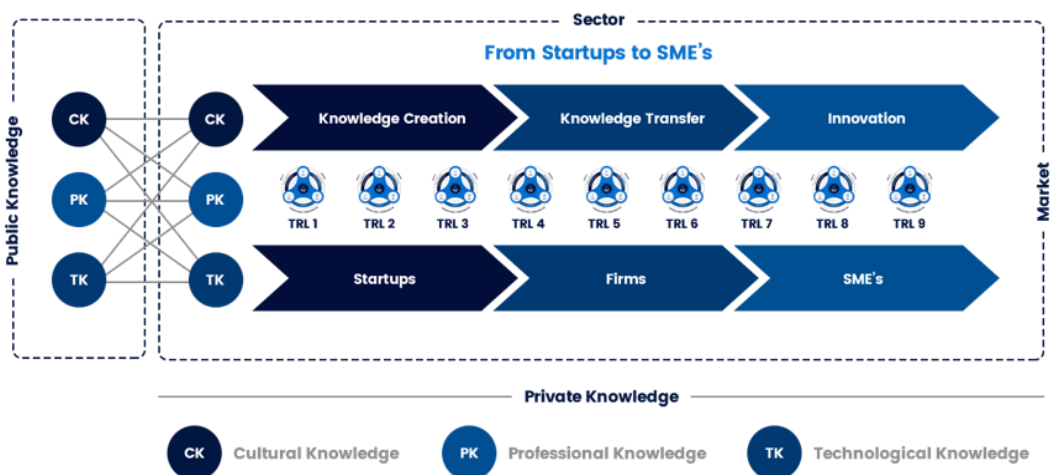 Sector
From Startups to SME's
Public Knowledge
CK
PK
TK
CK
PK
TK
Knowledge Creation
Knowledge Transfer
Innovation
TRL 1
TRL 2
TRL 3
TRL 4
TRL 5
TRL 6
TRL 7
TRL 8
TRL 9
Startups
Firms
SME's
Market
Private Knowledge
CK Cultural Knowledge
PK Professional Knowledge
TK Technological Knowledge